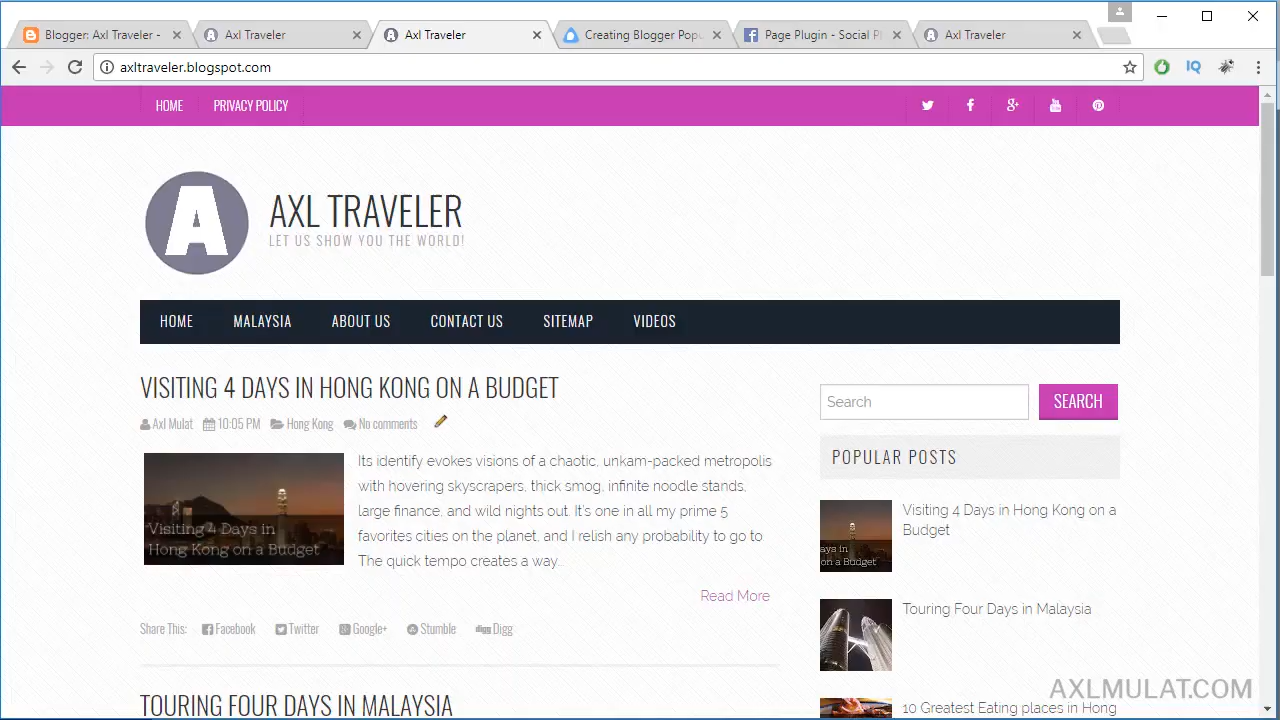 Blogger: Axl Traveler -
Axl Traveler
Axl Traveler
Creating Blogger Popu
Page Plugin - Social Pl
Axl Traveler
axltraveler.blogspot.com
IQ
HOME
PRIVACY POLICY
A
AXL TRAVELER
LET US SHOW YOU THE WORLD!
HOME
MALAYSIA
ABOUT US
CONTACT US
SITEMAP
VIDEOS
VISITING 4 DAYS IN HONG KONG ON A BUDGET
Axl Mulat 10:05 PM Hong Kong No comments
Visiting 4 Days in
Hong Kong on a Budget
Its identify evokes visions of a chaotic, unkam-packed metropolis
with hovering skyscrapers, thick smog, infinite noodle stands,
large finance, and wild nights out. It's one in all my prime 5
favorites cities on the planet, and I relish any probability to go to
The quick tempo creates a way...
Read More
Share This: Facebook Twitter Google+ Stumble Digg
TOURING FOUR DAYS IN MALAYSIA
Search
SEARCH
POPULAR POSTS
ays in
on a Budget
Visiting 4 Days in Hong Kong on a
Budget
Touring Four Days in Malaysia
10 Greatest Eating places in Hong
AXLMULAT.COM